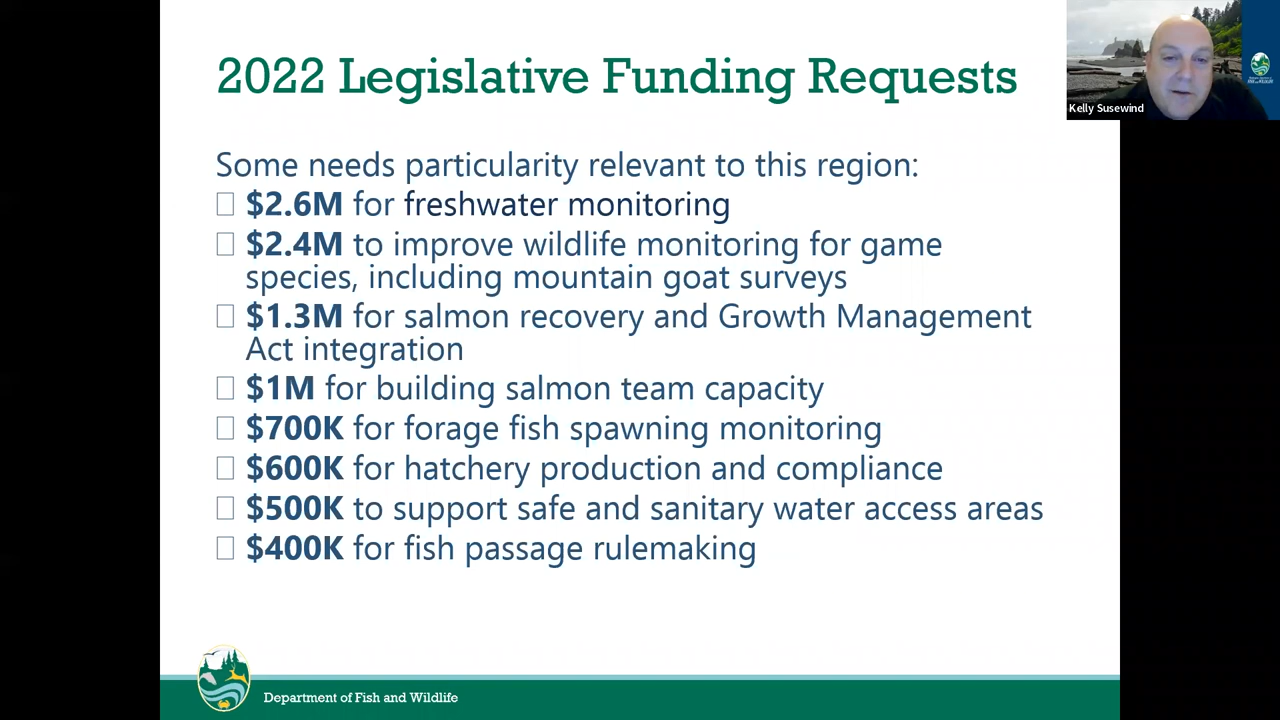 2022 Legislative Funding Requests
Kelly Susewind
Some needs particularity relevant to this region:
$2.6M for freshwater monitoring
$2.4M to improve wildlife monitoring for game
species, including mountain goat surveys
$1.3M for salmon recovery and Growth Management
Act integration
$1M for building salmon team capacity
$700K for forage fish spawning monitoring
$600K for hatchery production and compliance
$500K to support safe and sanitary water access areas
$400K for fish passage rulemaking
Department of Fish and Wildlife